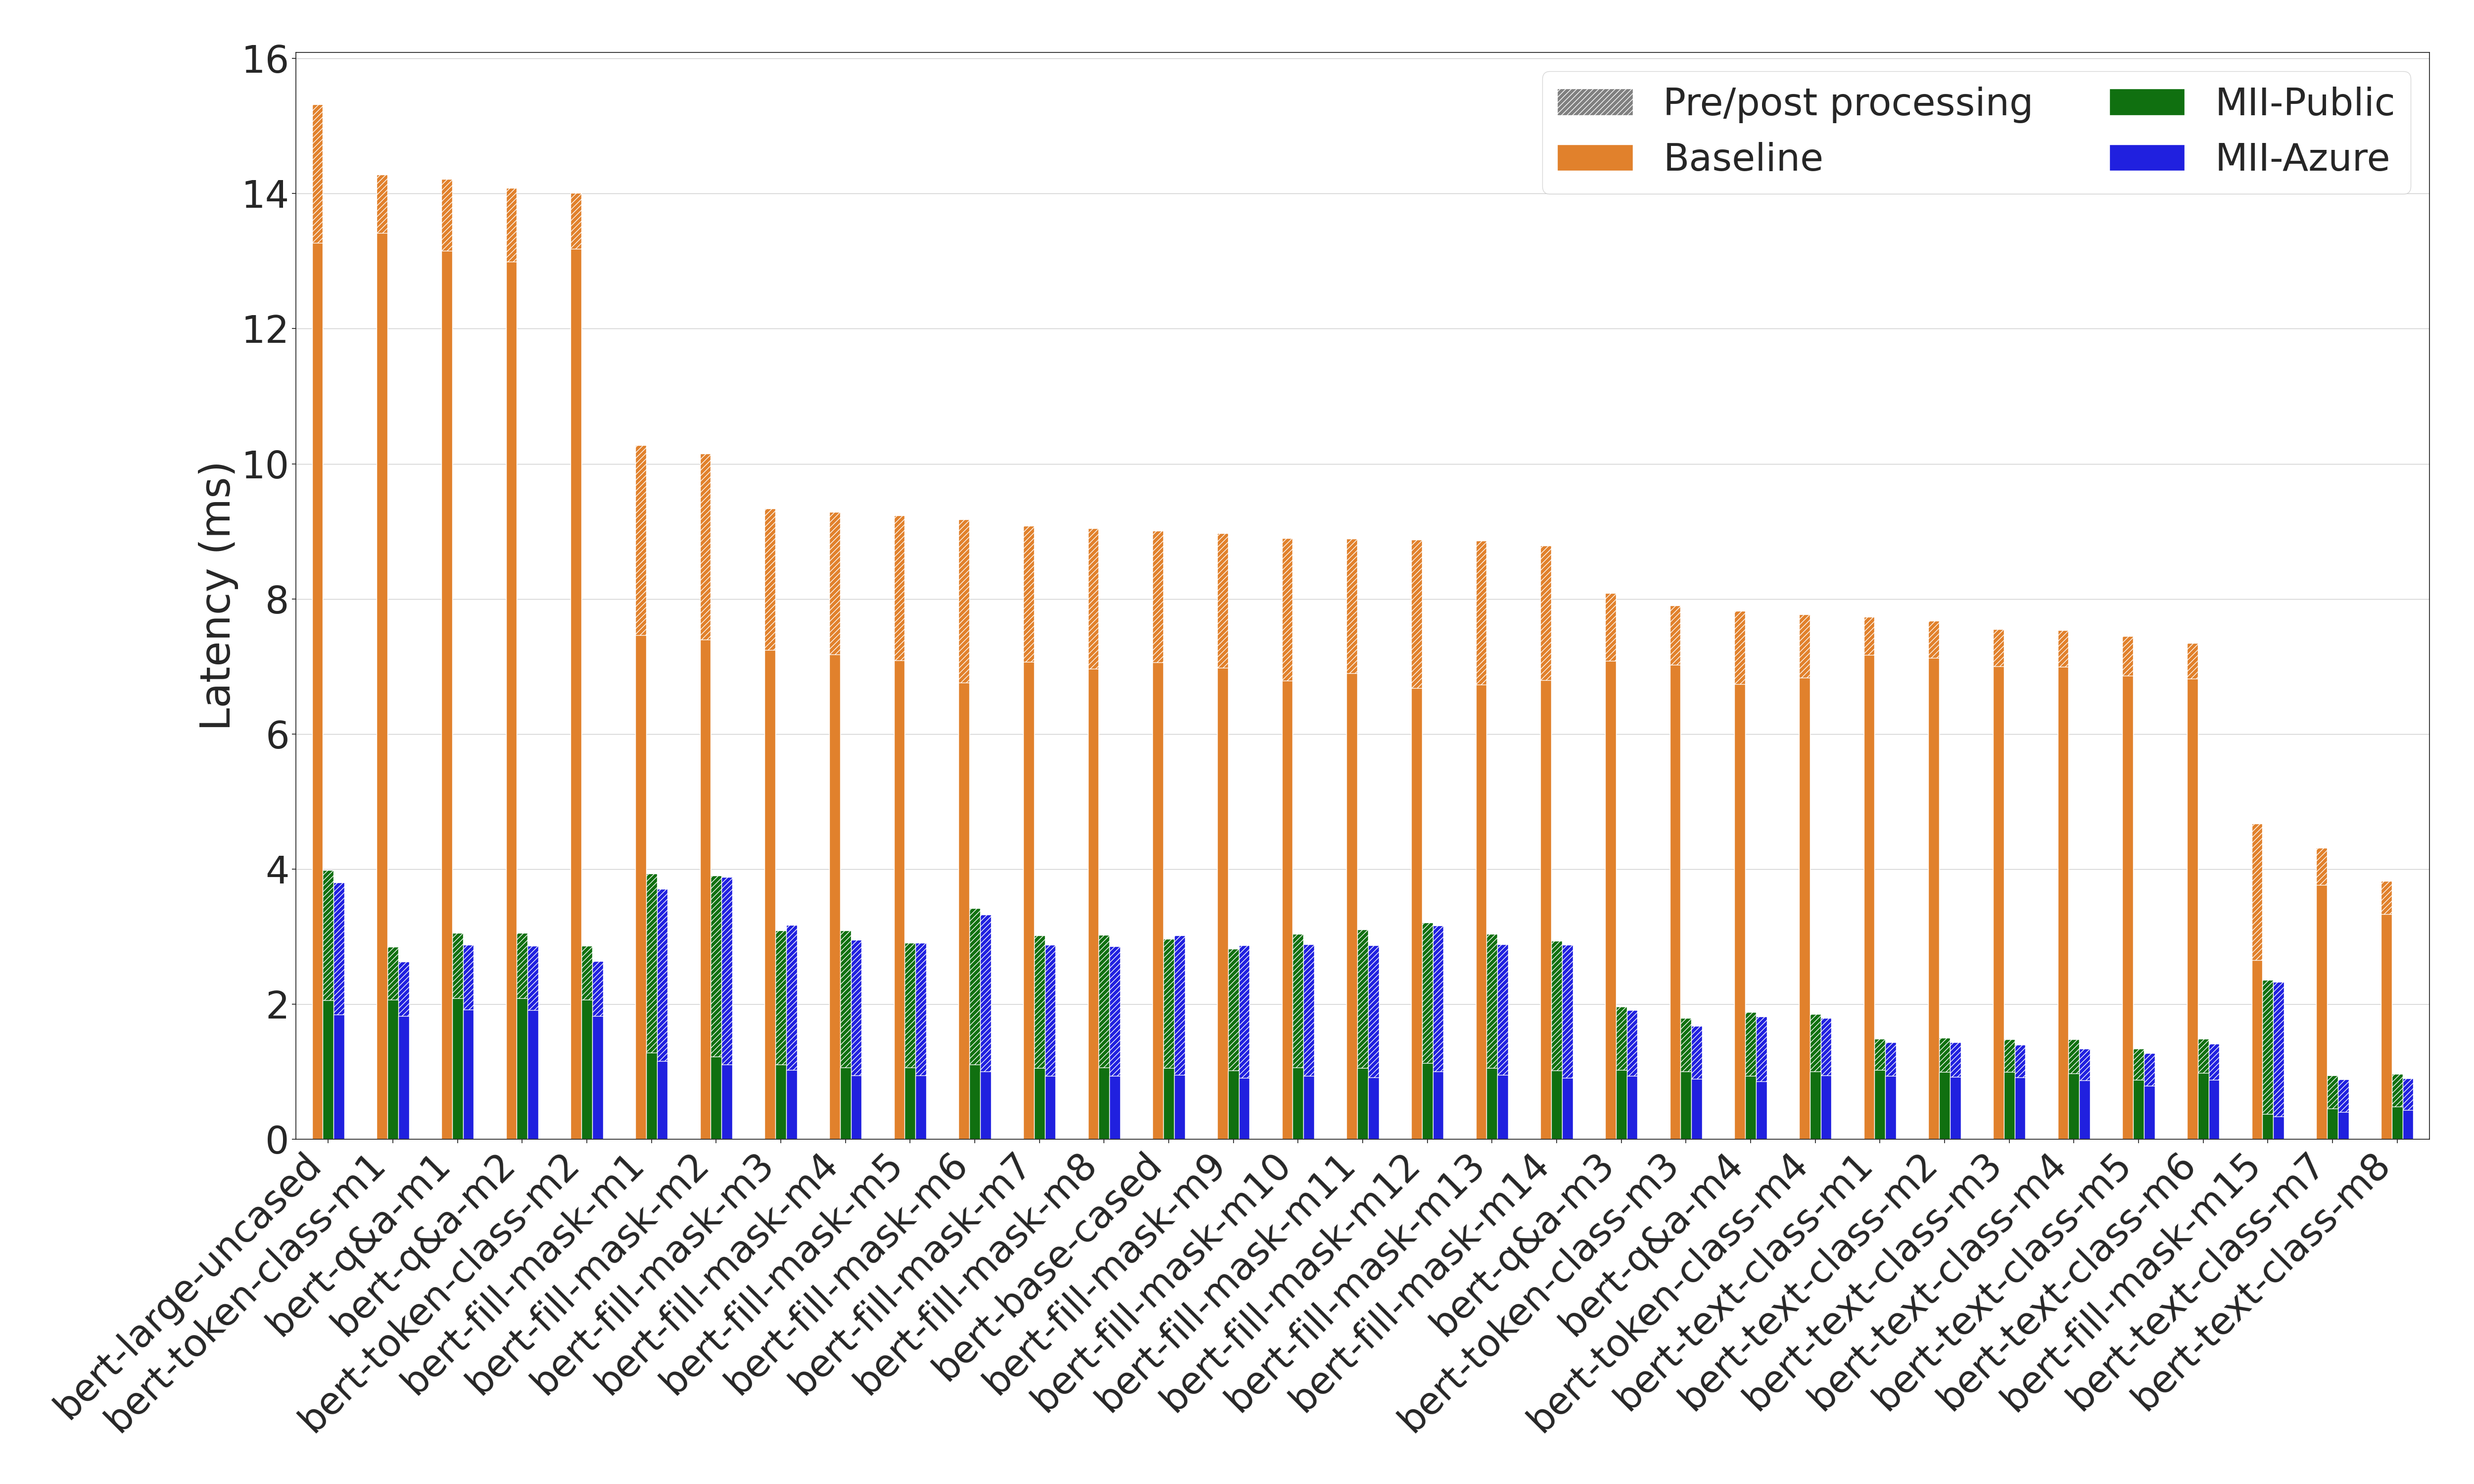 Latency (ms)
16
14
12
10
8
6
4
2
0
Pre/post processing
Baseline
MII-Public
MII-Azure
bert-large-uncased
bert-token-class-m1
bert-q&a-m1
bert-q&a-m2
bert-token-class-m2
bert-fill-mask-m1
bert-fill-mask-m2
bert-fill-mask-m3
bert-fill-mask-m4
bert-fill-mask-m5
bert-fill-mask-m6
bert-fill-mask-m7
bert-fill-mask-m8
bert-base-cased
bert-fill-mask-m9
bert-fill-mask-m10
bert-fill-mask-m11
bert-fill-mask-m12
bert-fill-mask-m13
bert-fill-mask-m14
bert-q&a-m3
bert-token-class-m3
bert-q&a-m4
bert-token-class-m4
bert-text-class-m1
bert-text-class-m2
bert-text-class-m3
bert-text-class-m4
bert-text-class-m5
bert-text-class-m6
bert-fill-mask-m15
bert-text-class-m7
bert-text-class-m8